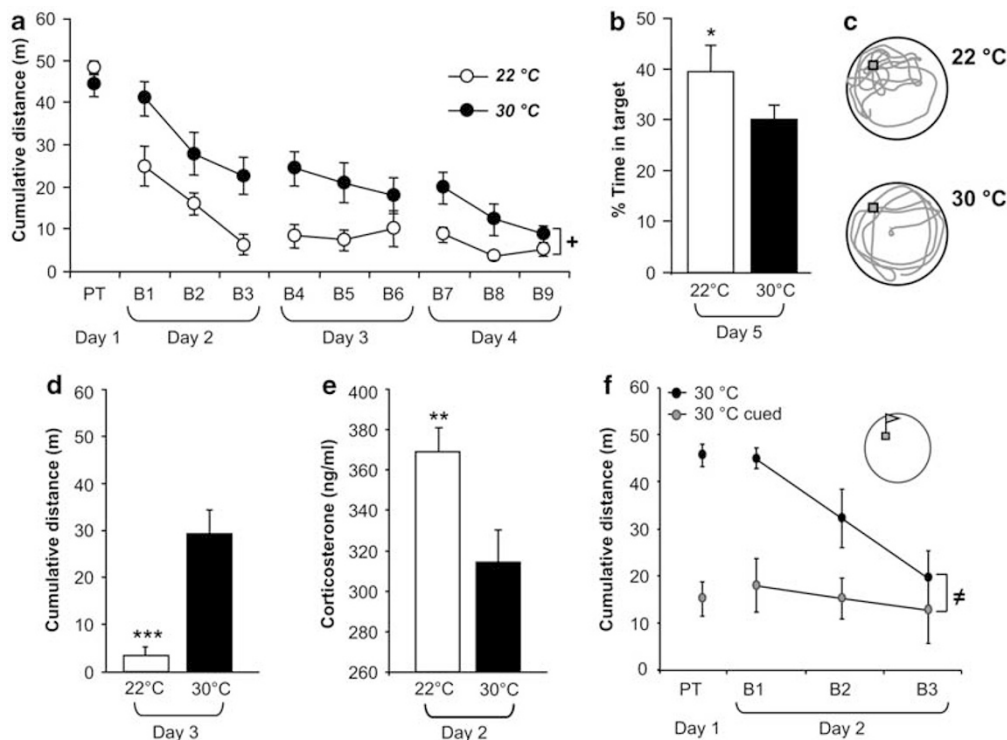 a
Cumulative distance (m)
60
50
40
30
20
10
0
22 °C
30 °C
+
PT B1 B2 B3 B4 B5 B6 B7 B8 B9
Day 1 Day 2 Day 3 Day 4
b
% Time in target
50
40
30
20
10
0
*
22°C 30°C
Day 5
c
22 °C
30 °C
d
Cumulative distance (m)
60
50
40
30
20
10
0
***
22°C 30°C
Day 3
e
Corticosterone (ng/ml)
400
380
360
340
320
300
280
260
**
22°C 30°C
Day 2
f
Cumulative distance (m)
60
50
40
30
20
10
0
30 °C
30 °C cued
≠
PT B1 B2 B3
Day 1 Day 2